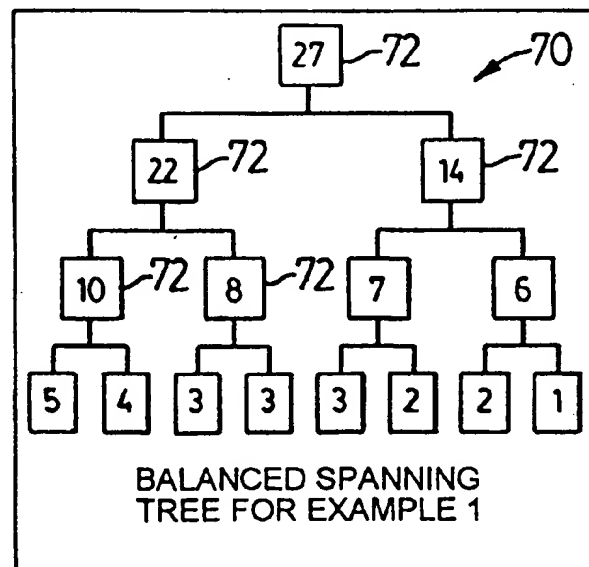 27 72 70
22 72 14 72
10 72 8 72 7 6
5 4 3 3 3 2 2 1
BALANCED SPANNING
TREE FOR EXAMPLE 1